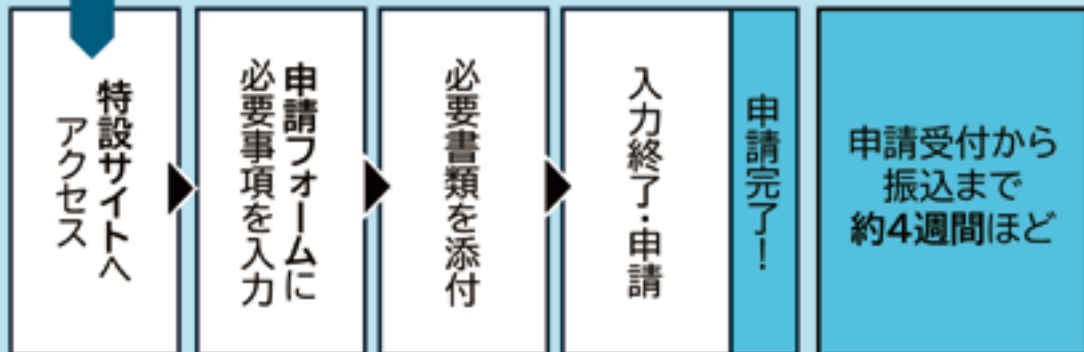 特設サイトへ
アクセス
申請フォームに
必要事項を入力
必要書類を添付
入力終了・申請
申請完了！
申請受付から
振込まで
約4週間ほど